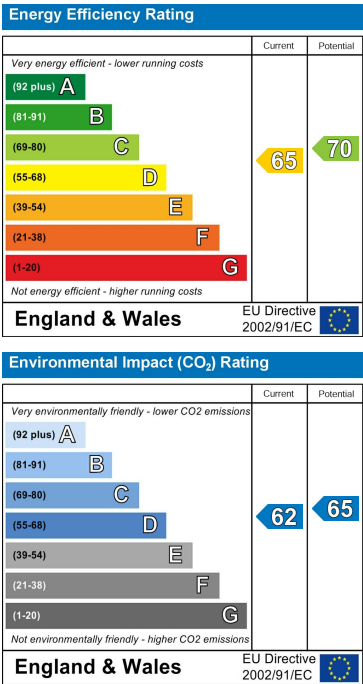 Energy Efficiency Rating
Current Potential
Very energy efficient - lower running costs
(92 plus) A
(81-91) B
(69-80) C
(55-68) D
(39-54) E
(21-38) F
(1-20) G
65
70
Not energy efficient - higher running costs
England & Wales
EU Directive
2002/91/EC
Environmental Impact (CO₂) Rating
Current Potential
Very environmentally friendly - lower CO2 emissions
(92 plus) A
(81-91) B
(69-80) C
(55-68) D
(39-54) E
(21-38) F
(1-20) G
62
65
Not environmentally friendly - higher CO2 emissions
England & Wales
EU Directive
2002/91/EC